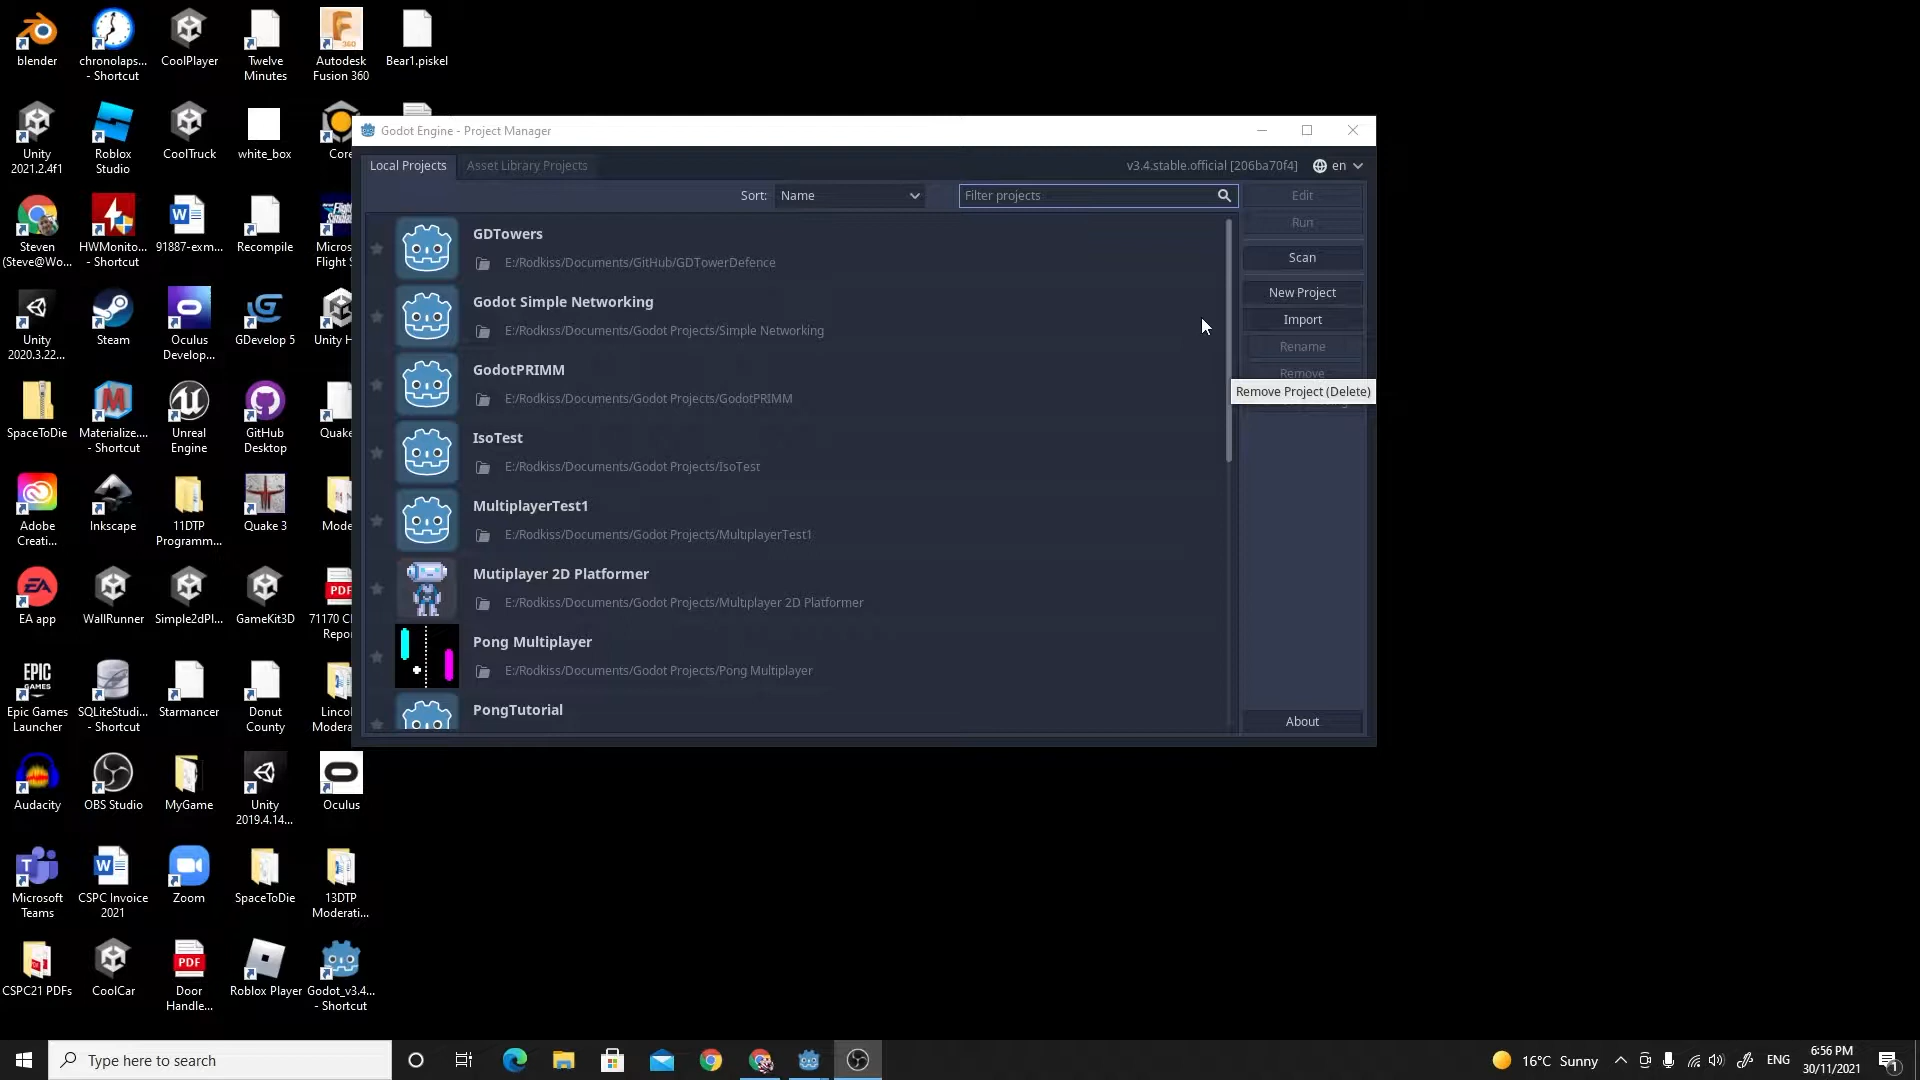 blender
chronolaps...
- Shortcut
CoolPlayer
Twelve
Minutes
Autodesk
Fusion 360
Bear1.piskel
Unity
2021.2.4f1
Roblox
Studio
CoolTruck
white_box
Core
Steven
(Steve@Wo...
HWMonito...
- Shortcut
91887-exm...
Recompile
Micros
Flight S
Unity
2020.3.22...
Steam
Oculus
Develop...
GDevelop 5
Unity H
SpaceToDie
Materialize....
- Shortcut
Unreal
Engine
GitHub
Desktop
Quake
Adobe
Creati...
Inkscape
11DTP
Programm...
Quake 3
Mode
EA app
WallRunner
Simple2dPl...
GameKit3D
71170 C
Repor
Epic Games
Launcher
SQLiteStudi...
- Shortcut
Starmancer
Donut
County
Lincol
Modera
Audacity
OBS Studio
MyGame
Unity
2019.4.14...
Oculus
Microsoft
Teams
CSPC Invoice
2021
Zoom
SpaceToDie
13DTP
Moderati...
CSPC21 PDFs
CoolCar
Door
Handle...
Roblox Player
Godot_v3.4...
- Shortcut
Godot Engine - Project Manager
Local Projects
Asset Library Projects
v3.4.stable.official [206ba70f4]
en
Sort:
Name
Filter projects
GDTowers
E:/Rodkiss/Documents/GitHub/GDTowerDefence
Godot Simple Networking
E:/Rodkiss/Documents/Godot Projects/Simple Networking
GodotPRIMM
E:/Rodkiss/Documents/Godot Projects/GodotPRIMM
IsoTest
E:/Rodkiss/Documents/Godot Projects/IsoTest
MultiplayerTest1
E:/Rodkiss/Documents/Godot Projects/MultiplayerTest1
Mutiplayer 2D Platformer
E:/Rodkiss/Documents/Godot Projects/Multiplayer 2D Platformer
Pong Multiplayer
E:/Rodkiss/Documents/Godot Projects/Pong Multiplayer
PongTutorial
Edit
Run
Scan
New Project
Import
Rename
Remove
Remove Project (Delete)
About
Type here to search
16°C Sunny
ENG
6:56 PM
30/11/2021